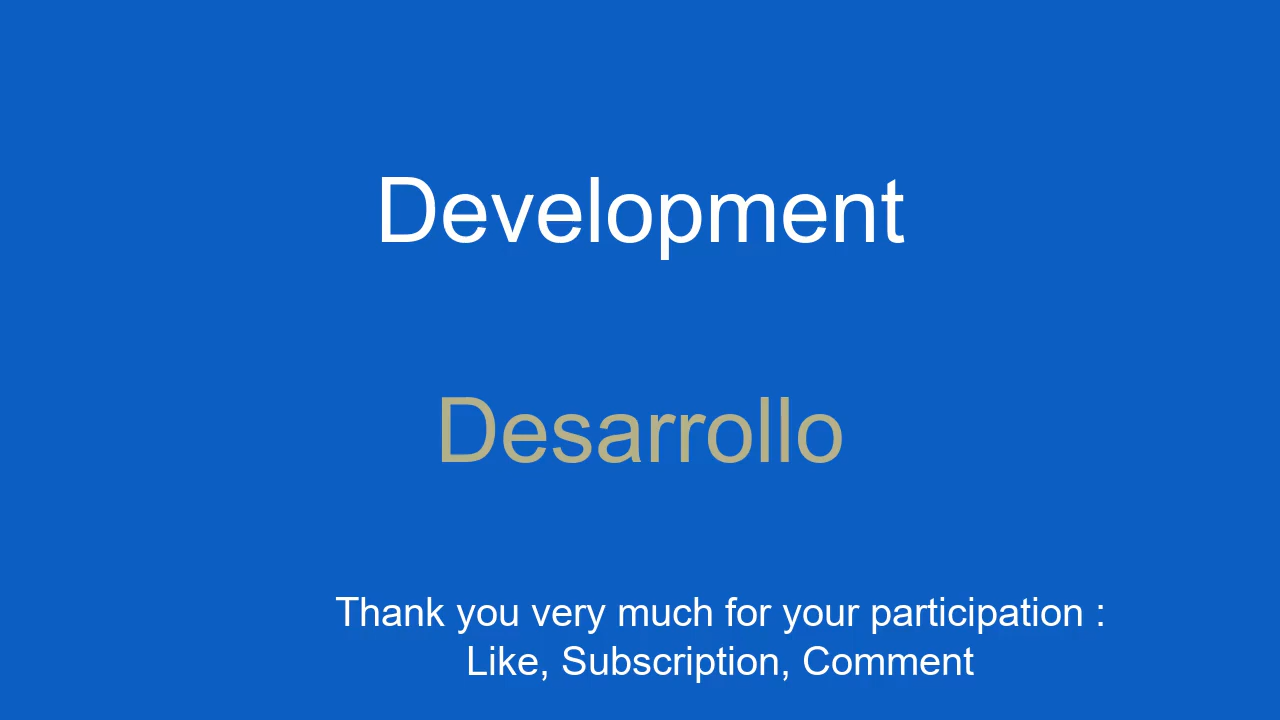 Development
Desarrollo
Thank you very much for your participation :
Like, Subscription, Comment